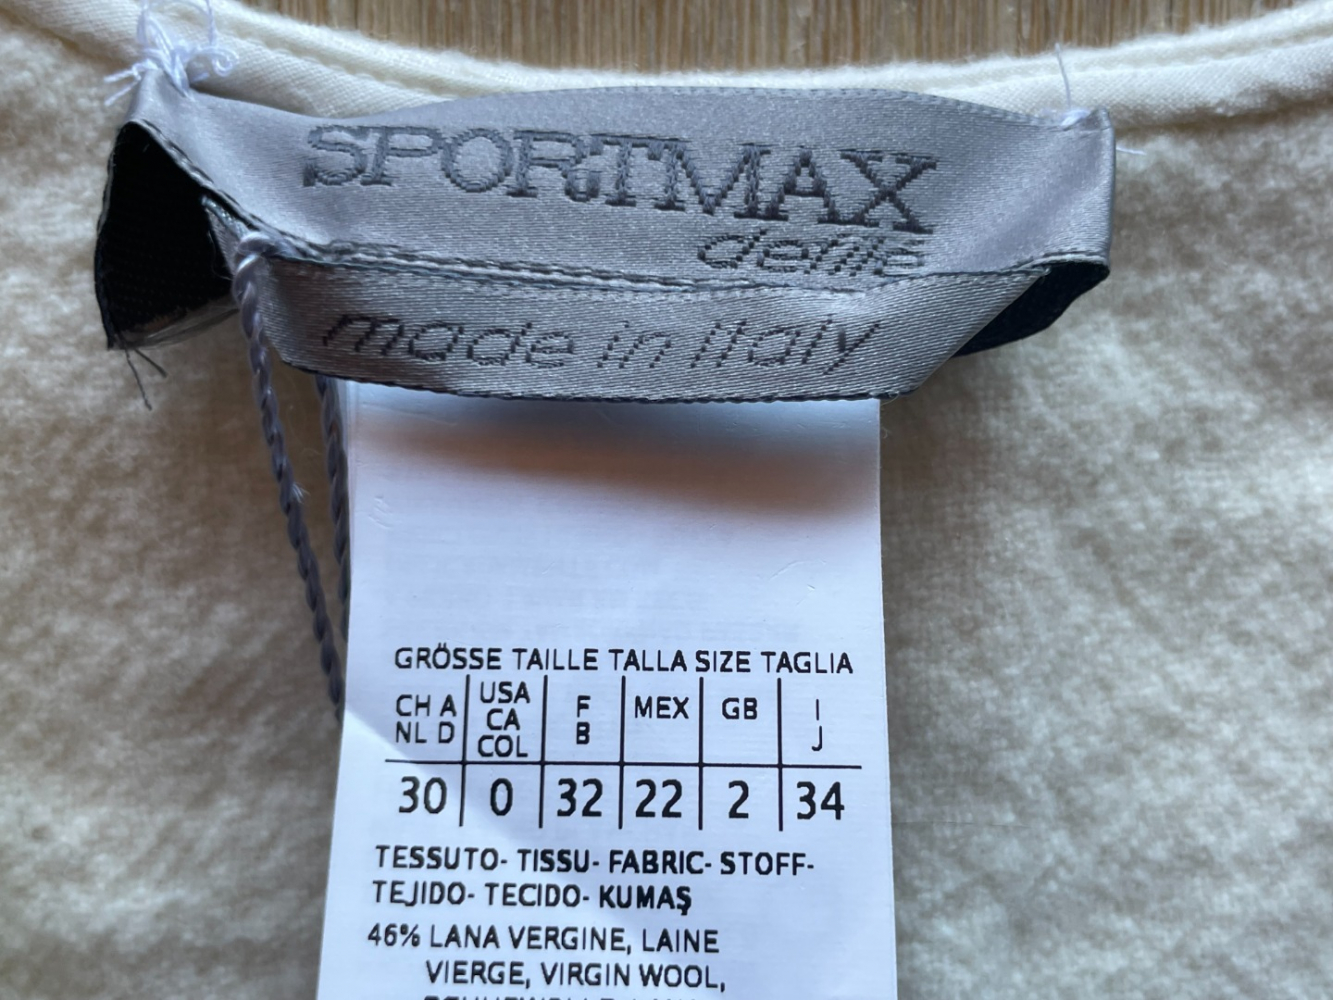 SPORTMAX
defile
made in Italy
GRÖSSE TAILLE TALLA SIZE TAGLIA
CH A NL D USA CA COL F B MEX GB I J
30 0 32 22 2 34
TESSUTO- TISSU- FABRIC- STOFF-
TEJIDO- TECIDO- KUMAŞ
46% LANA VERGINE, LAINE
VIERGE, VIRGIN WOOL,